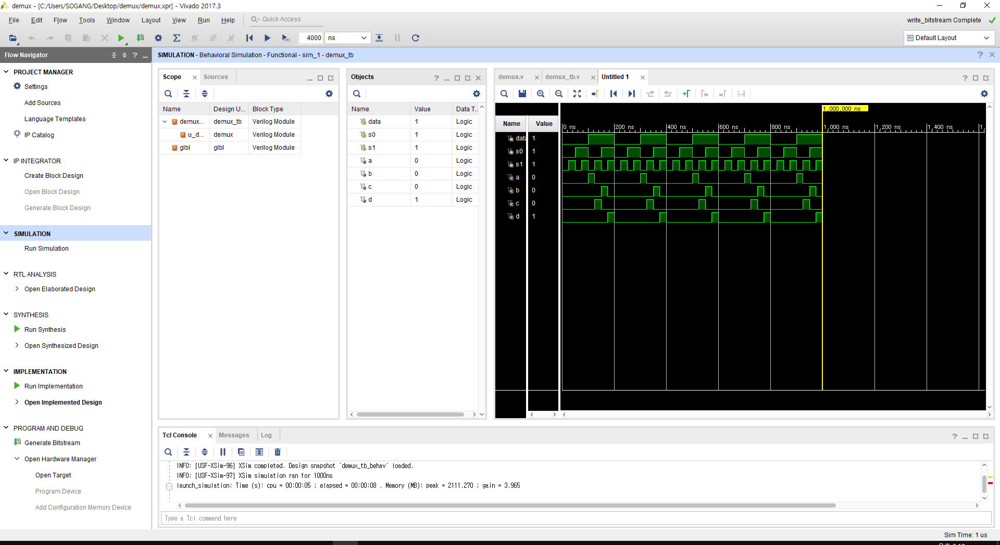 demux - [C:/Users/SOGANG/Desktop/demux/demux.xpr] - Vivado 2017.3
File Edit Flow Tools Window Layout View Run Help Quick Access
write_bitstream Complete
4000 ns
Default Layout
Flow Navigator
SIMULATION - Behavioral Simulation - Functional - sim_1 - demux_tb
PROJECT MANAGER
Settings
Add Sources
Language Templates
IP Catalog
IP INTEGRATOR
Create Block Design
Open Block Design
Generate Block Design
SIMULATION
Run Simulation
RTL ANALYSIS
Open Elaborated Design
SYNTHESIS
Run Synthesis
Open Synthesized Design
IMPLEMENTATION
Run Implementation
Open Implemented Design
PROGRAM AND DEBUG
Generate Bitstream
Open Hardware Manager
Open Target
Program Device
Add Configuration Memory Device
Scope Sources
Name Design U... Block Type
demux... demux_tb Verilog Module
u_d... demux Verilog Module
glbl glbl Verilog Module
Objects
Name Value Data T...
data 1 Logic
s0 1 Logic
s1 1 Logic
a 0 Logic
b 0 Logic
c 0 Logic
d 1 Logic
demux.v demux_tb.v Untitled 1
1,000,000 ns
Name Value
0 ns 200 ns 400 ns 600 ns 800 ns 1,000 ns 1,200 ns 1,400 ns 1,
data 1
s0 1
s1 1
a 0
b 0
c 0
d 1
Tcl Console Messages Log
INFO: [USF-XSim-96] XSim completed. Design snapshot 'demux_tb_behav' loaded.
INFO: [USF-XSim-97] XSim simulation ran for 1000ns
launch_simulation: Time (s): cpu = 00:00:05 ; elapsed = 00:00:08 . Memory (MB): peak = 2111.270 ; gain = 3.965
Type a Tcl command here
Sim Time: 1 us